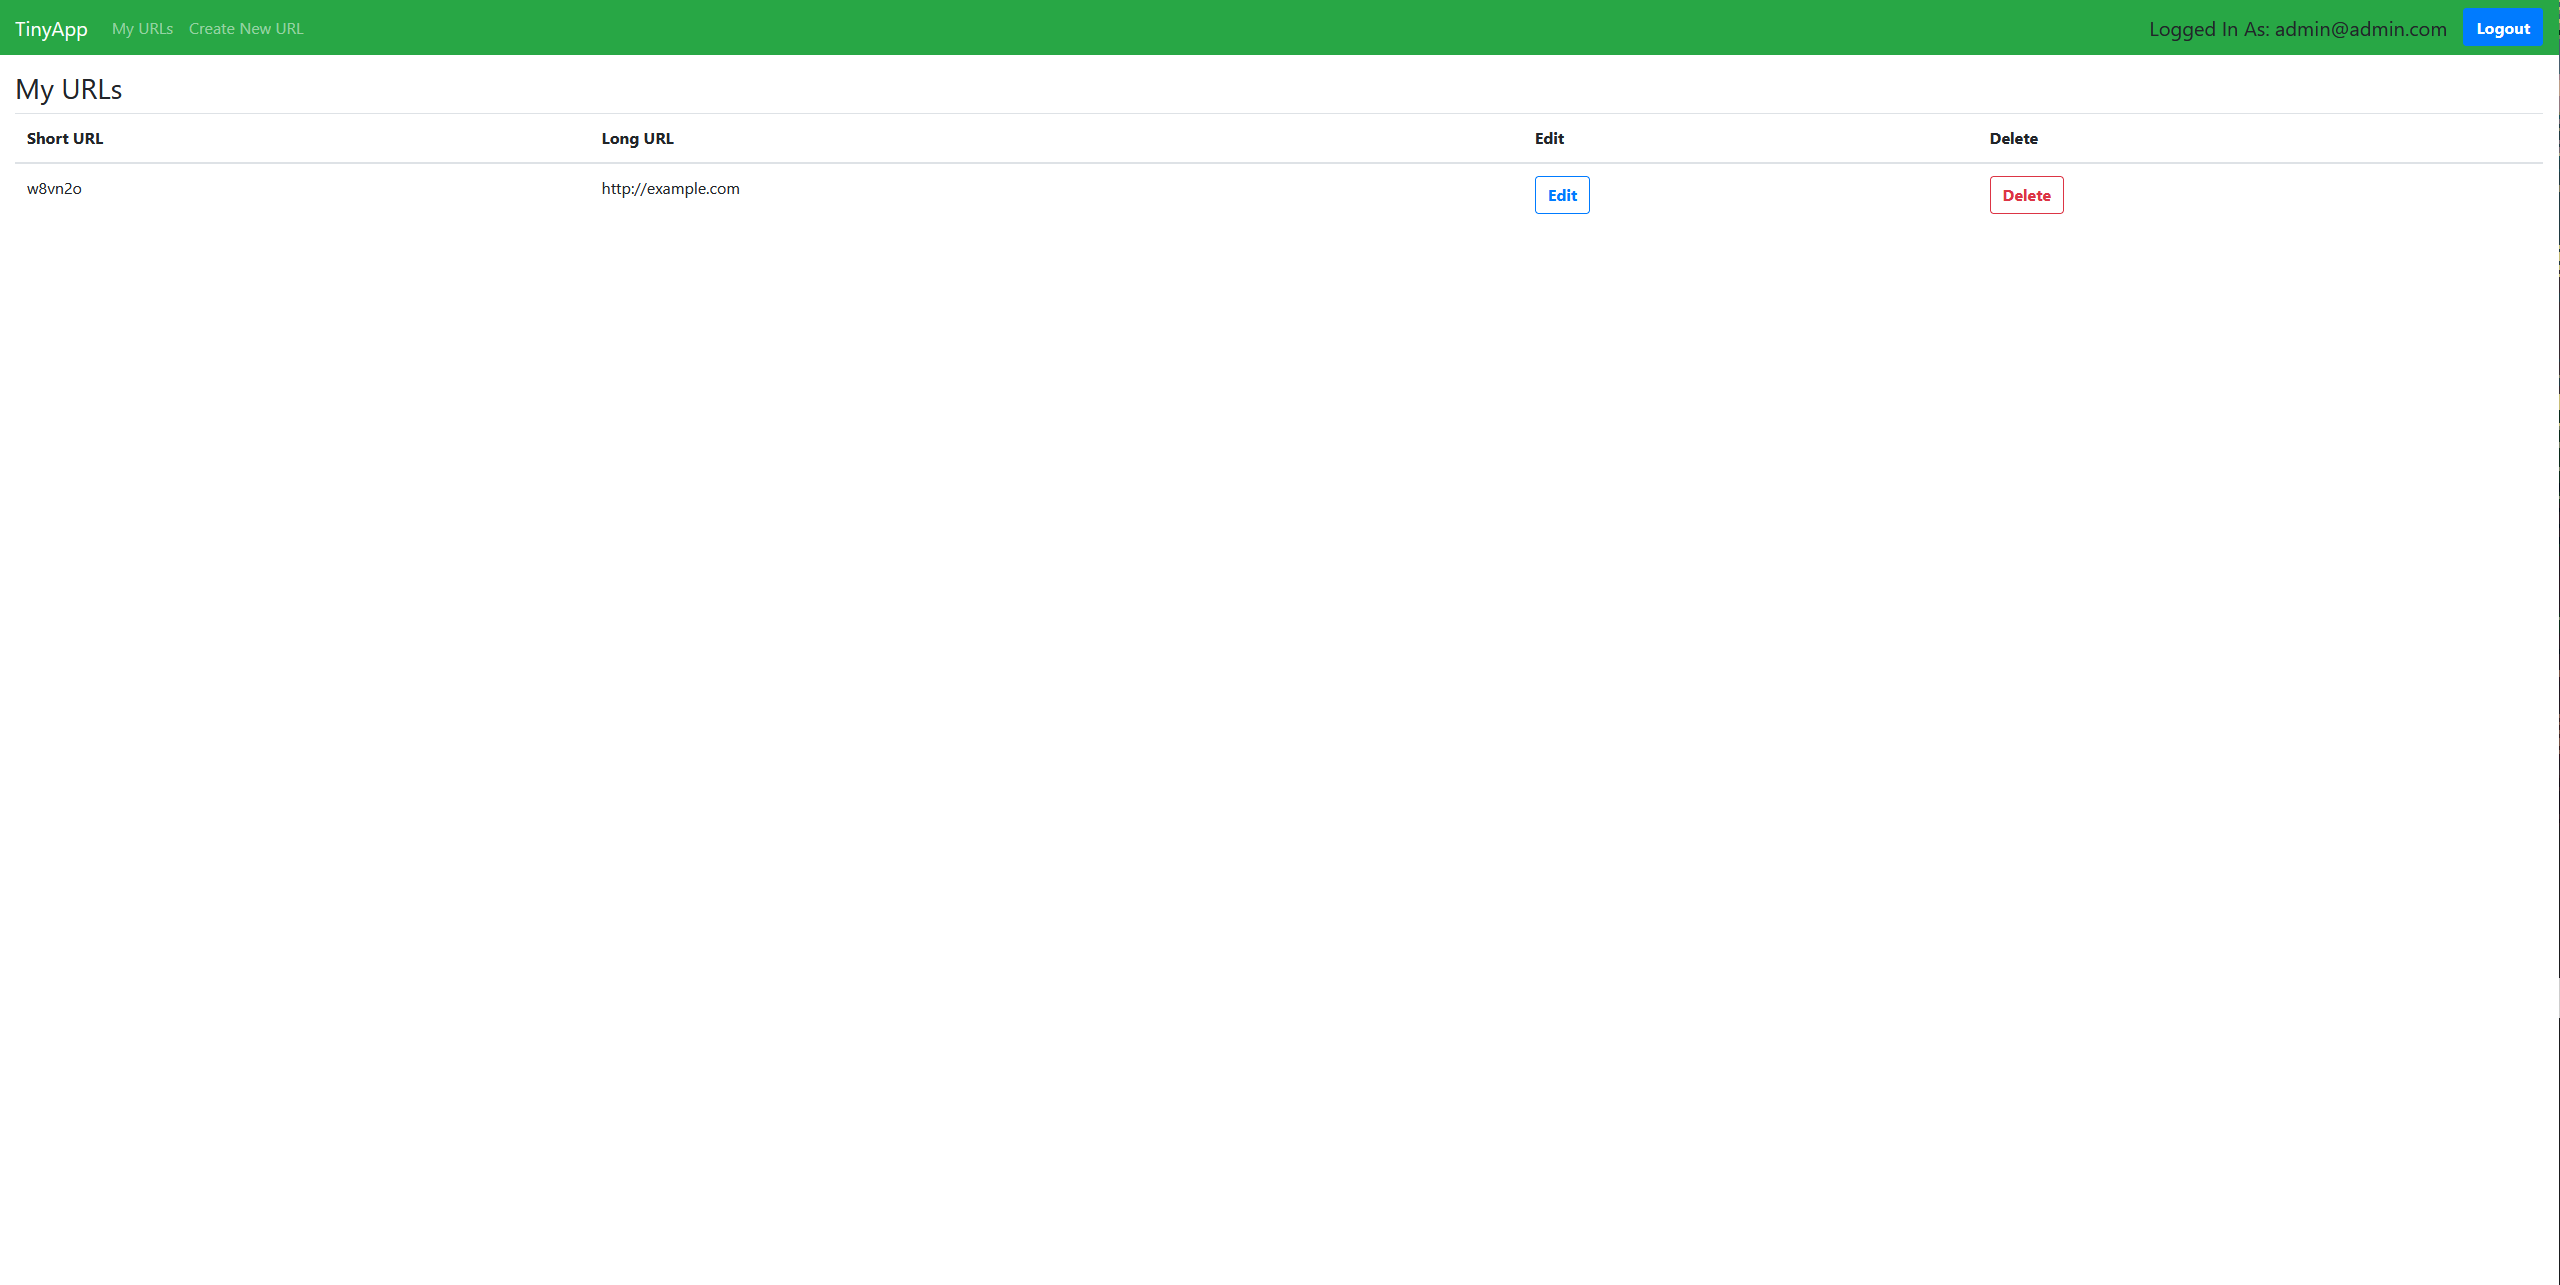 TinyApp My URLs Create New URL Logged In As: admin@admin.com Logout
My URLs
Short URL Long URL Edit Delete
w8vn2o http://example.com Edit Delete